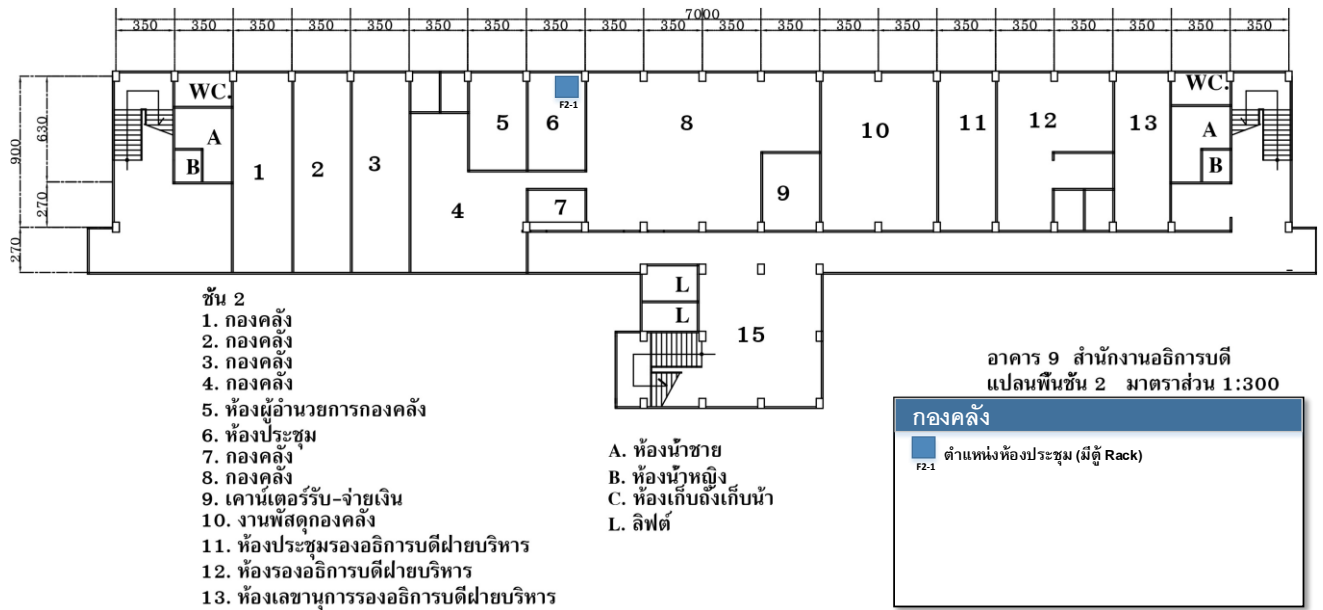 7000
350 350 350 350 350 350 350 350 350 350 350 350 350 350 350 350 350 350 350 350
WC.
F2-1
WC.
A
B
1
2
3
4
5
6
7
8
9
10
11
12
13
A
B
900
630
270
270
L
L
15
ชั้น 2
1. กองคลัง
2. กองคลัง
3. กองคลัง
4. กองคลัง
5. ห้องผู้อำนวยการกองคลัง
6. ห้องประชุม
7. กองคลัง
8. กองคลัง
9. เคาน์เตอร์รับ-จ่ายเงิน
10. งานพัสดุกองคลัง
11. ห้องประชุมรองอธิการบดีฝ่ายบริหาร
12. ห้องรองอธิการบดีฝ่ายบริหาร
13. ห้องเลขานุการรองอธิการบดีฝ่ายบริหาร
A. ห้องน้ำชาย
B. ห้องน้ำหญิง
C. ห้องเก็บถังเก็บน้ำ
L. ลิฟต์
อาคาร 9 สำนักงานอธิการบดี
แปลนพื้นชั้น 2 มาตราส่วน 1:300
กองคลัง
F2-1 ตำแหน่งห้องประชุม (มีตู้ Rack)